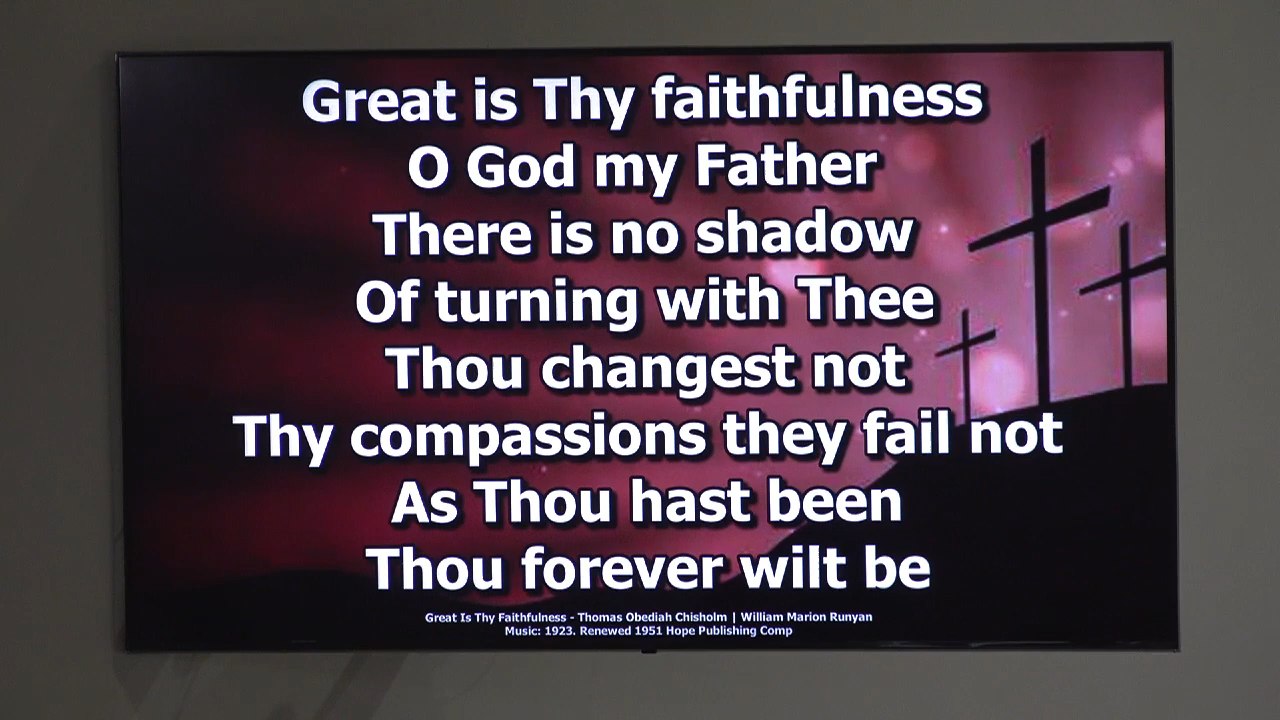 Great is Thy faithfulness
O God my Father
There is no shadow
Of turning with Thee
Thou changest not
Thy compassions they fail not
As Thou hast been
Thou forever wilt be
Great Is Thy Faithfulness - Thomas Obediah Chisholm | William Marion Runyan
Music: 1923. Renewed 1951 Hope Publishing Comp